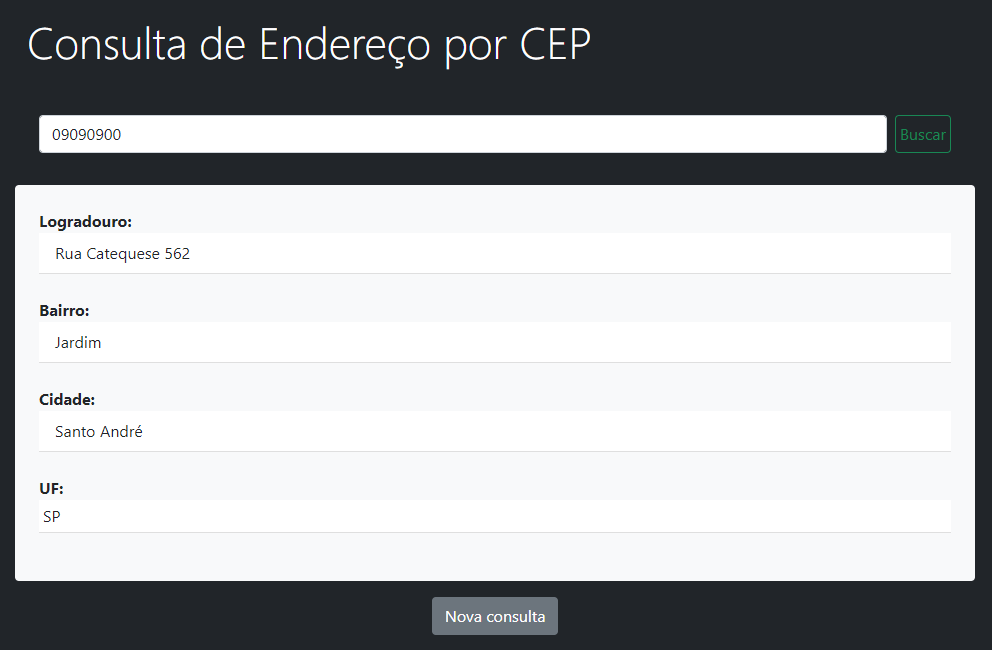 Consulta de Endereço por CEP
09090900
Buscar
Logradouro:
Rua Catequese 562
Bairro:
Jardim
Cidade:
Santo André
UF:
SP
Nova consulta